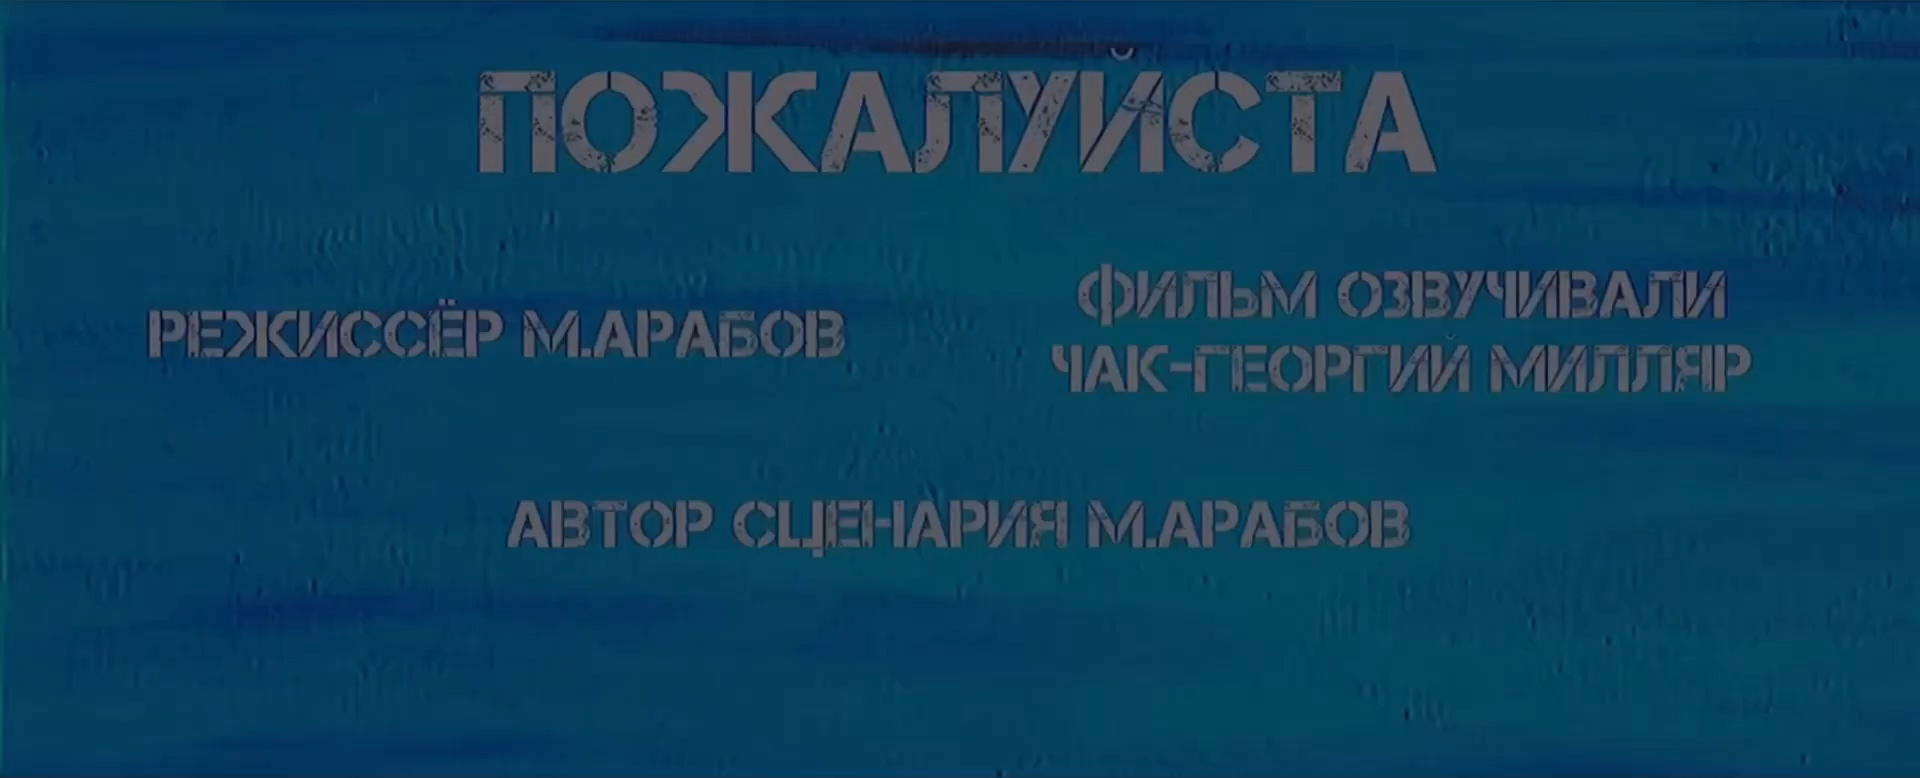 ПОЖАЛУЙСТА
РЕЖИССЁР М.АРАБОВ
ФИЛЬМ ОЗВУЧИВАЛИ
ЧАК-ГЕОРГИЙ МИЛЛЯР
АВТОР СЦЕНАРИЯ М.АРАБОВ